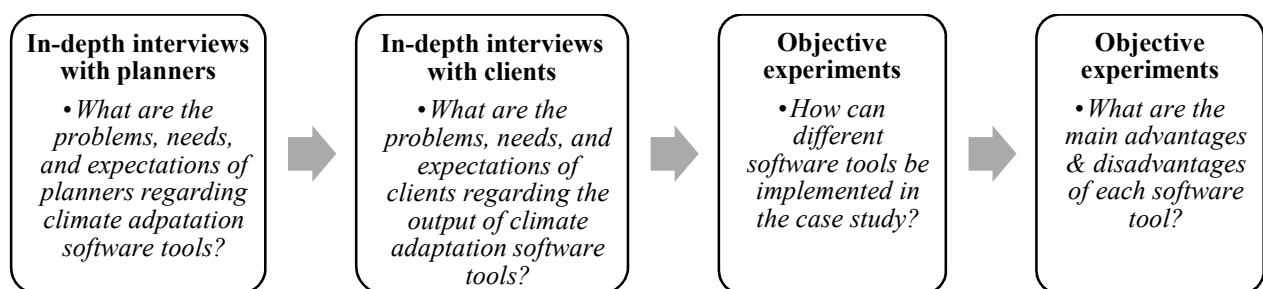 In-depth interviews
with planners
• What are the
problems, needs,
and expectations of
planners regarding
climate adpatation
software tools?
In-depth interviews
with clients
• What are the
problems, needs, and
expectations of
clients regarding the
output of climate
adaptation software
tools?
Objective
experiments
• How can
different
software tools be
implemented in
the case study?
Objective
experiments
• What are the
main advantages
& disadvantages
of each software
tool?